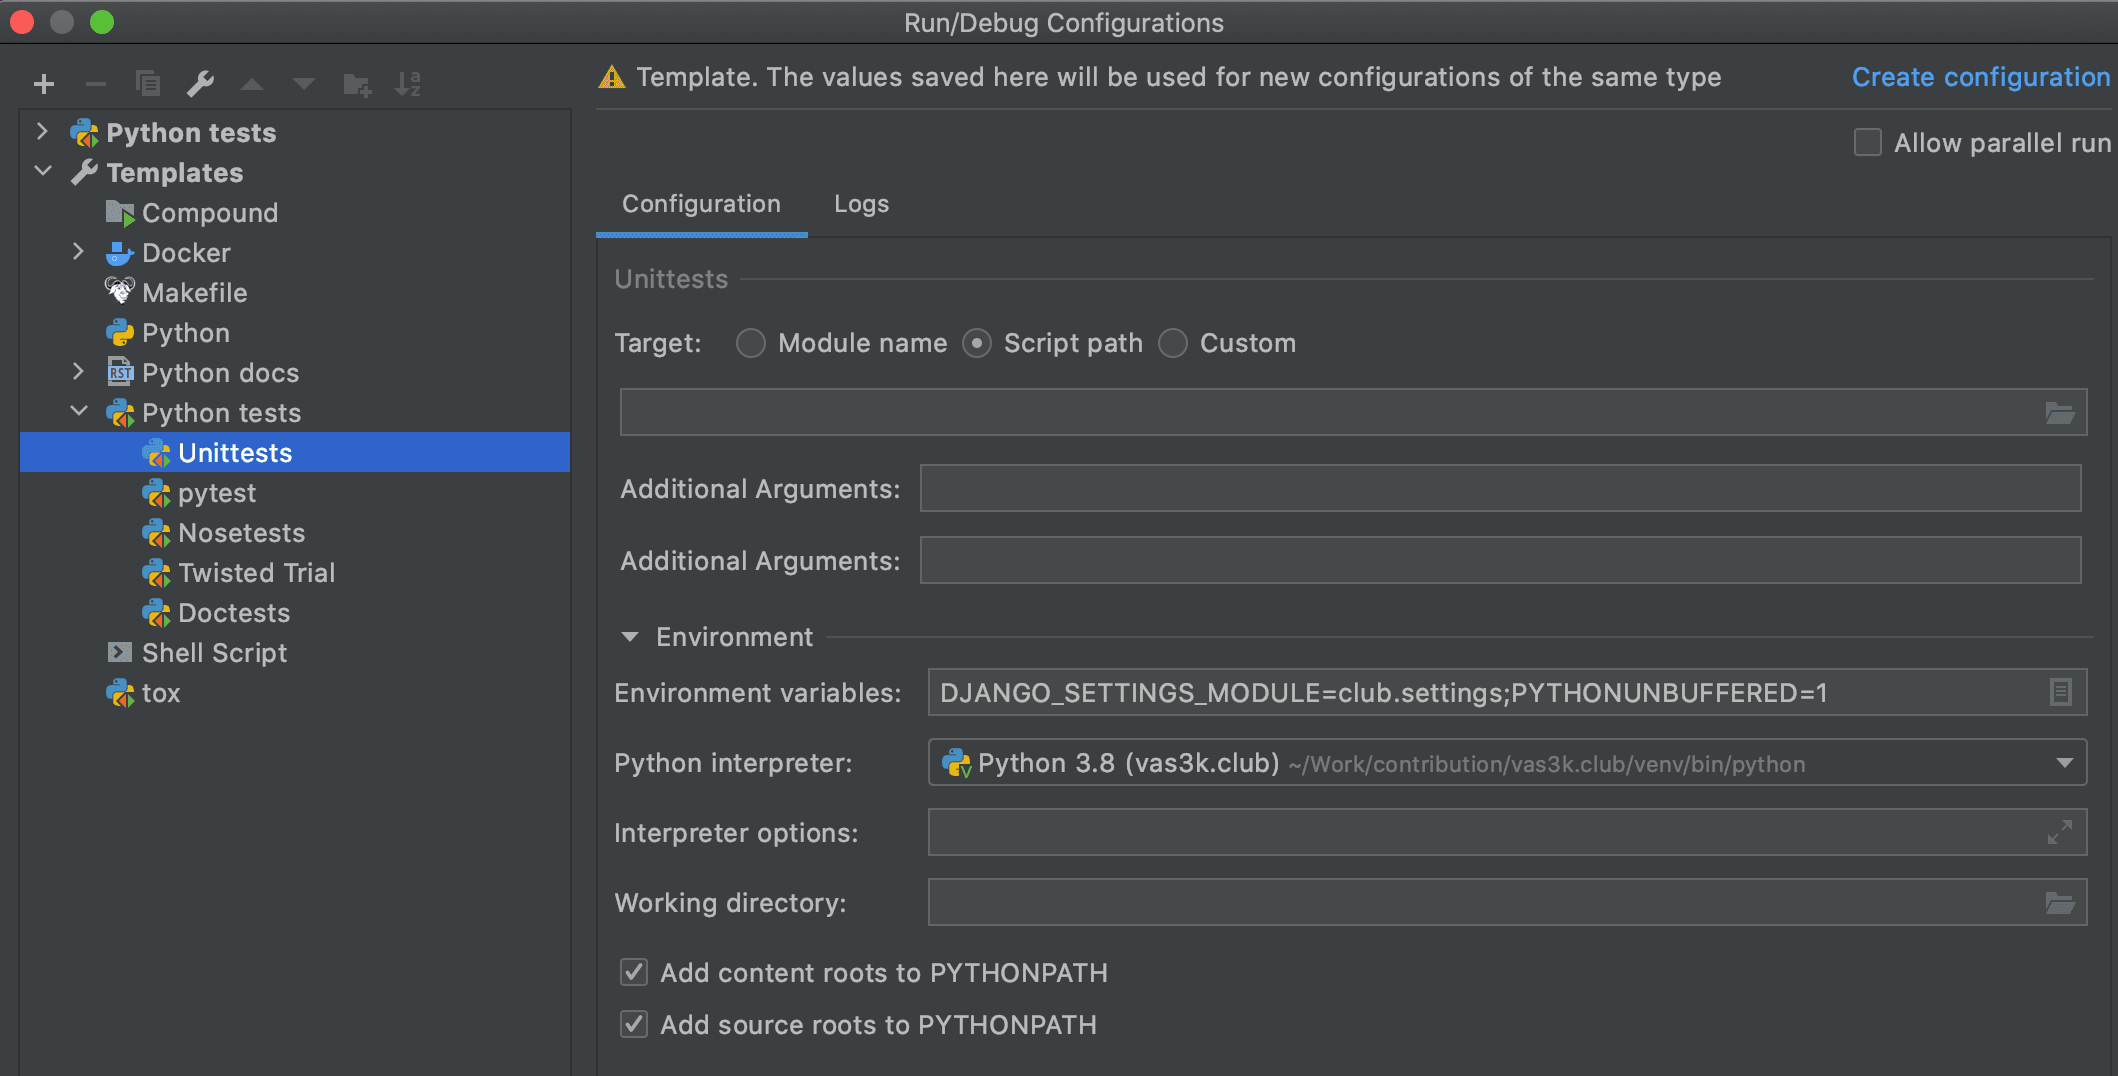 Run/Debug Configurations
Template. The values saved here will be used for new configurations of the same type
Create configuration
Allow parallel run
Python tests
Templates
Compound
Docker
Makefile
Python
RST Python docs
Python tests
Unittests
pytest
Nosetests
Twisted Trial
Doctests
Shell Script
tox
Configuration Logs
Unittests
Target: Module name Script path Custom
Additional Arguments:
Additional Arguments:
Environment
Environment variables: DJANGO_SETTINGS_MODULE=club.settings;PYTHONUNBUFFERED=1
Python interpreter: Python 3.8 (vas3k.club) ~/Work/contribution/vas3k.club/venv/bin/python
Interpreter options:
Working directory:
Add content roots to PYTHONPATH
Add source roots to PYTHONPATH